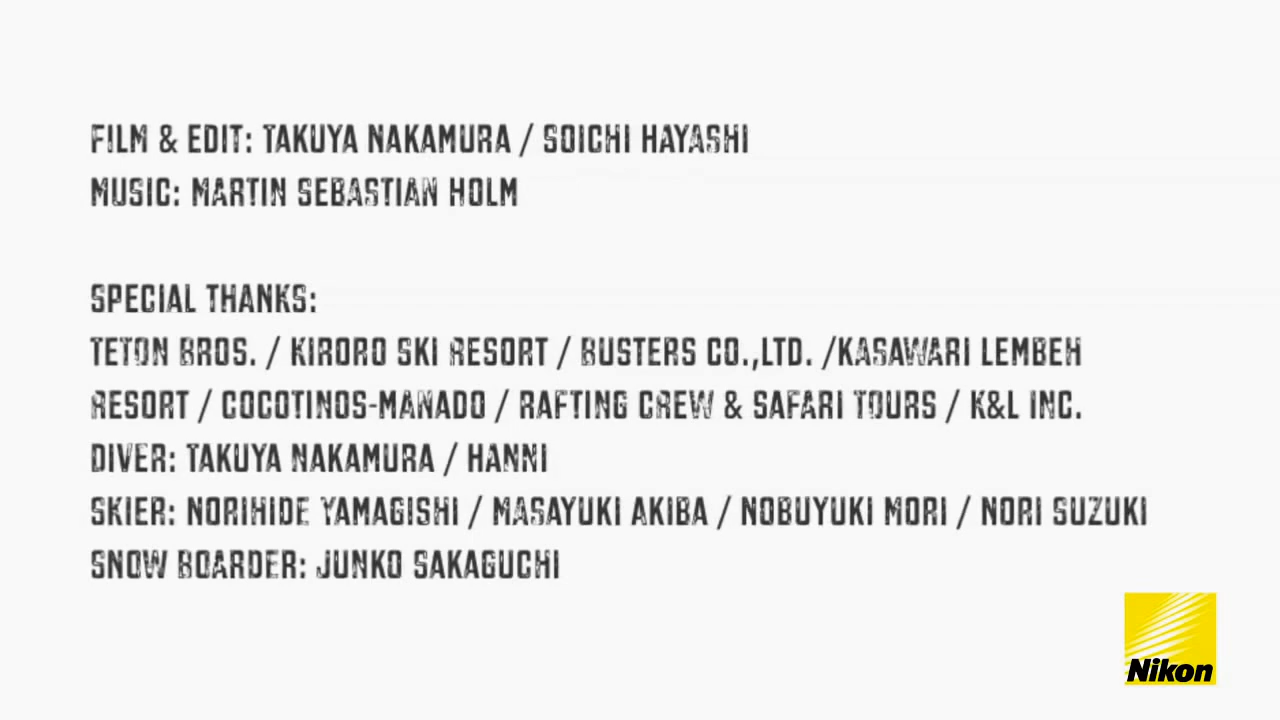 FILM & EDIT: TAKUYA NAKAMURA / SOICHI HAYASHI
MUSIC: MARTIN SEBASTIAN HOLM
SPECIAL THANKS:
TETON BROS. / KIRORO SKI RESORT / BUSTERS CO.,LTD. /KASAWARI LEMBEH
RESORT / COCOTINOS-MANADO / RAFTING CREW & SAFARI TOURS / K&L INC.
DIVER: TAKUYA NAKAMURA / HANNI
SKIER: NORIHIDE YAMAGISHI / MASAYUKI AKIBA / NOBUYUKI MORI / NORI SUZUKI
SNOW BOARDER: JUNKO SAKAGUCHI
Nikon